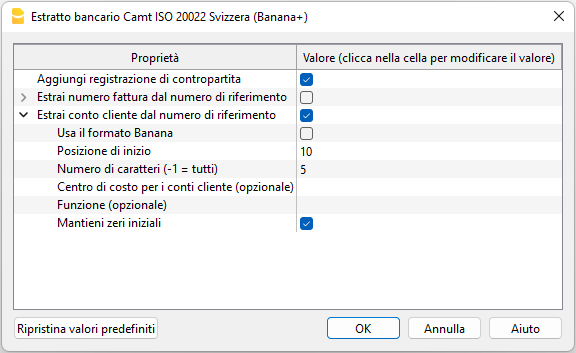 Estratto bancario Camt ISO 20022 Svizzera (Banana+)
Proprietà Valore (clicca nella cella per modificare il valore)
Aggiungi registrazione di contropartita
Estrai numero fattura dal numero di riferimento
Estrai conto cliente dal numero di riferimento
Usa il formato Banana
Posizione di inizio 10
Numero di caratteri (-1 = tutti) 5
Centro di costo per i conti cliente (opzionale)
Funzione (opzionale)
Mantieni zeri iniziali
Ripristina valori predefiniti OK Annulla Aiuto